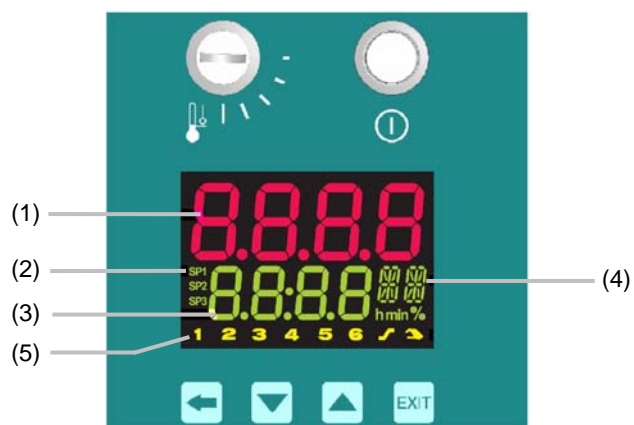 (1)
8.8.8.8
(2)
SP1
SP2
SP3
8.8:8.8
(4)
(3)
h min %
(5)
1 2 3 4 5 6
EXIT